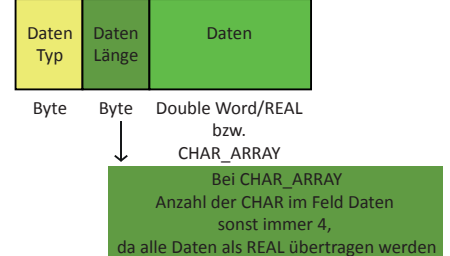 Daten Daten Daten
Typ Länge
Byte Byte Double Word/REAL
bzw.
CHAR_ARRAY
Bei CHAR_ARRAY
Anzahl der CHAR im Feld Daten
sonst immer 4,
da alle Daten als REAL übertragen werden